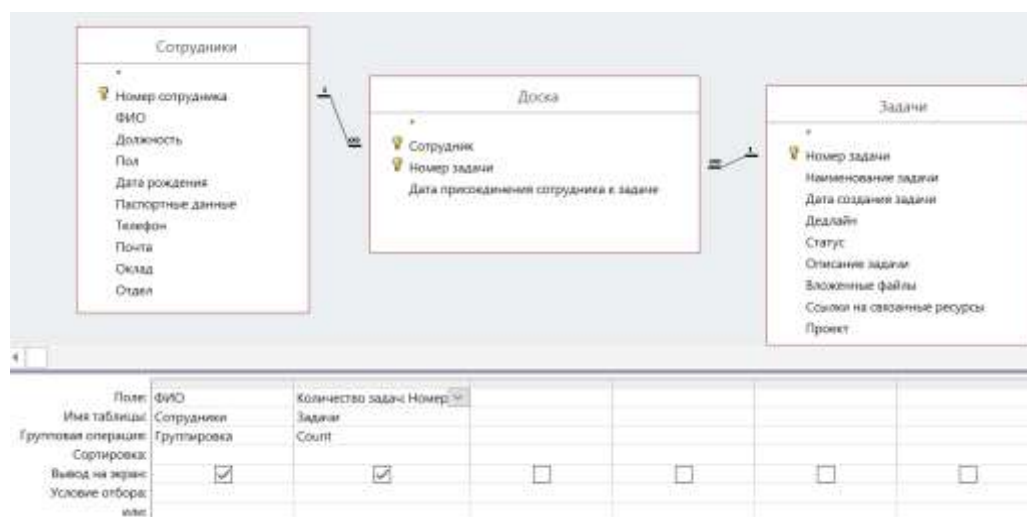 Сотрудники
*
Номер сотрудника
ФИО
Должность
Пол
Дата рождения
Паспортные данные
Телефон
Почта
Оклад
Отдел
1
∞
Доска
*
Сотрудник
Номер задачи
Дата присоединения сотрудника к задаче
∞
1
Задачи
*
Номер задачи
Наименование задачи
Дата создания задачи
Дедлайн
Статус
Описание задачи
Вложенные файлы
Ссылки на связанные ресурсы
Проект
Поле: ФИО Количество задач: Номер
Имя таблицы: Сотрудники Задачи
Групповая операция: Группировка Count
Сортировка:
Вывод на экран:
Условие отбора:
или: